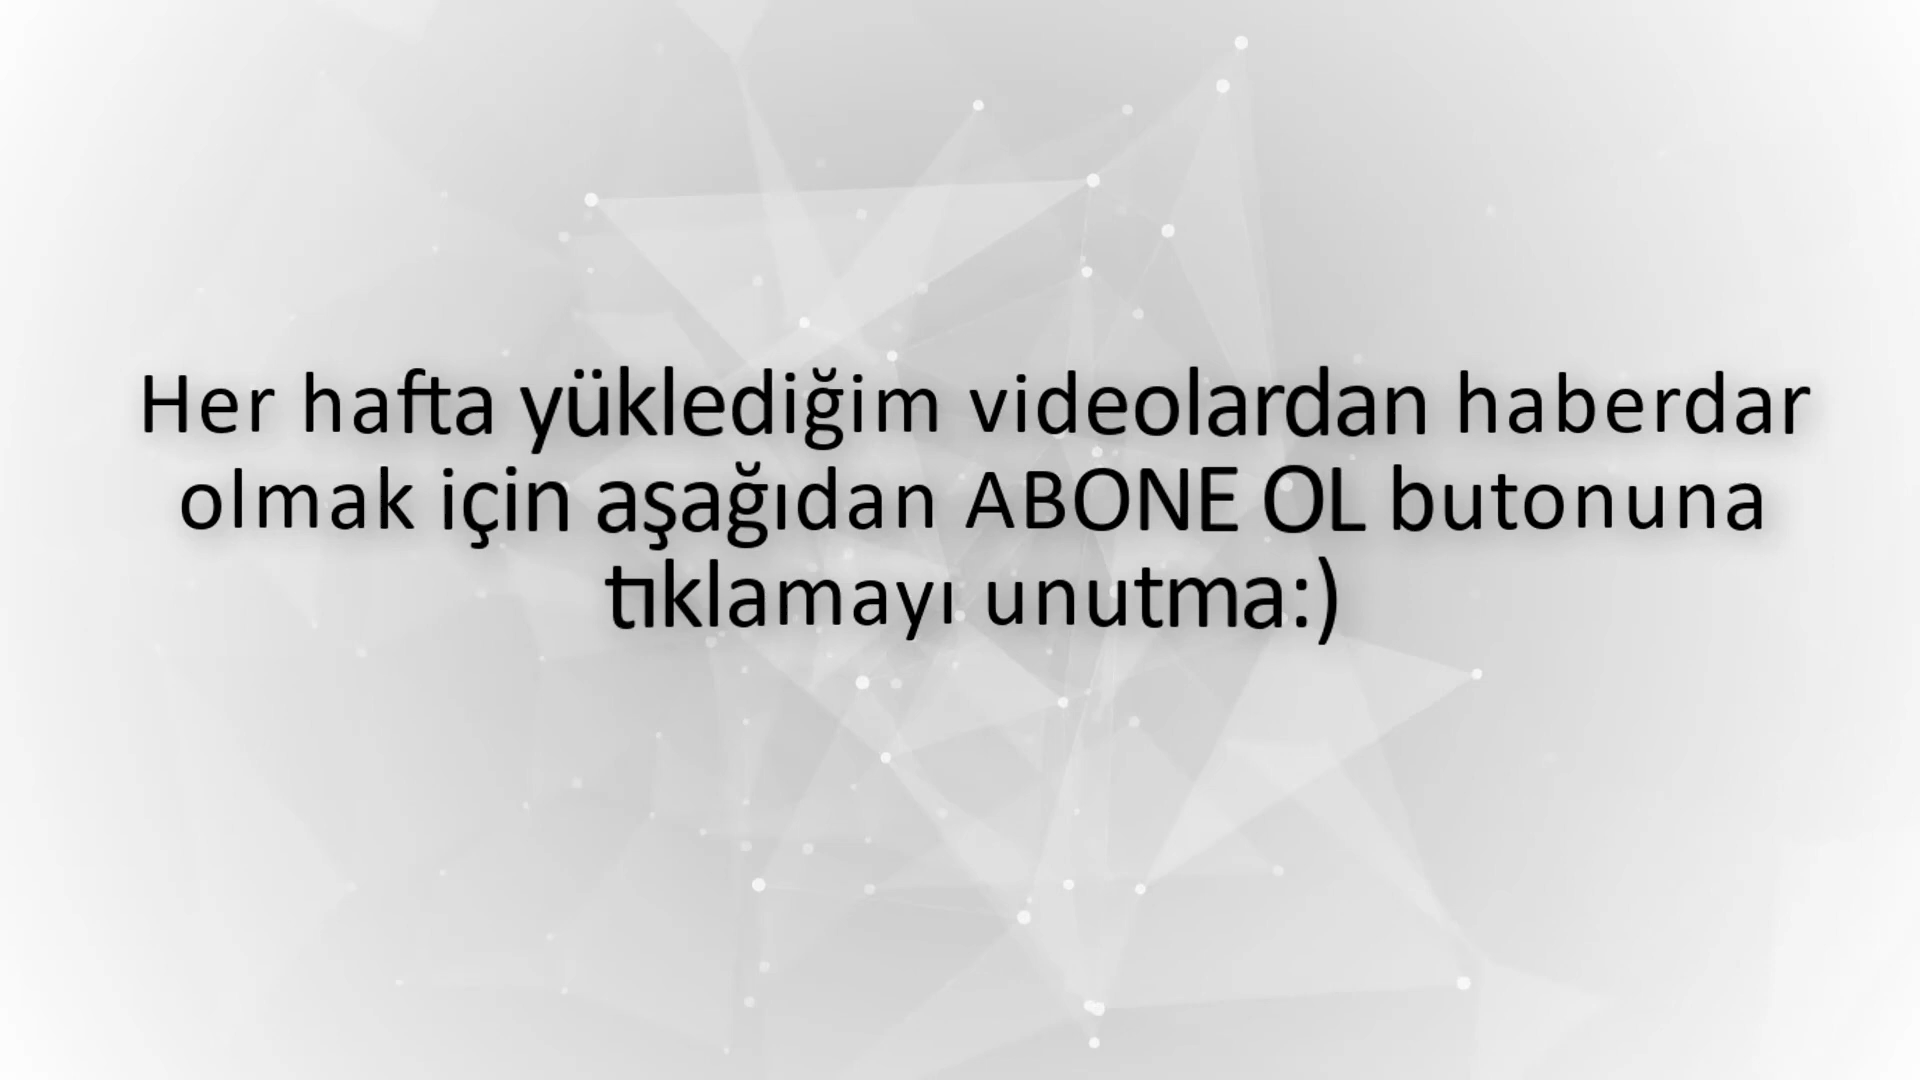 Her hafta yüklediğim videolardan haberdar
olmak için aşağıdan ABONE OL butonuna
tıklamayı unutma:)